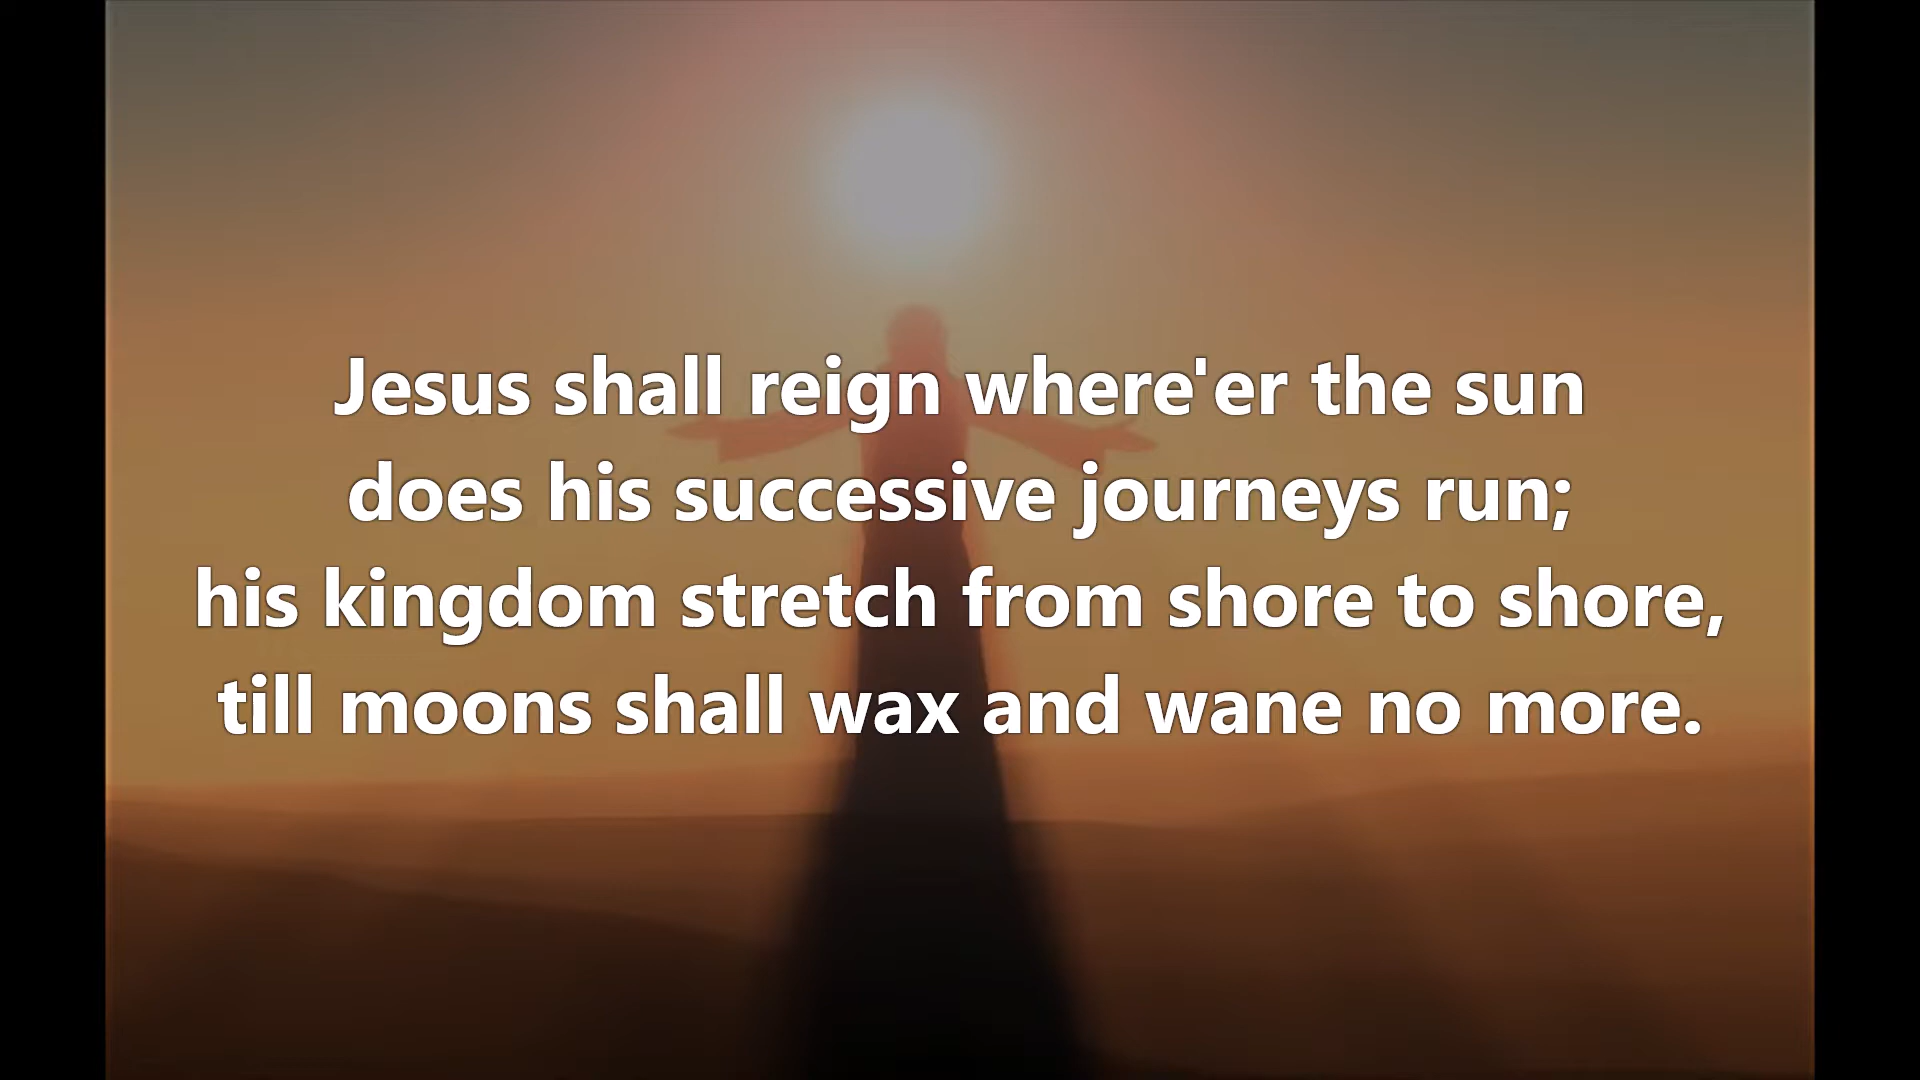 Jesus shall reign where'er the sun
does his successive journeys run;
his kingdom stretch from shore to shore,
till moons shall wax and wane no more.